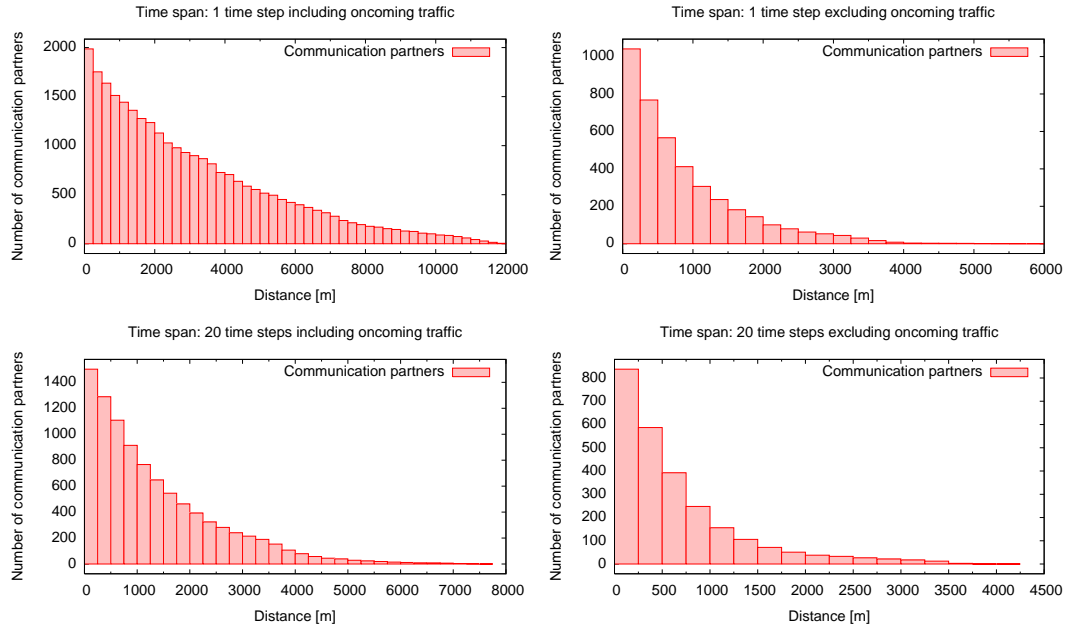 Time span: 1 time step including oncoming traffic
Number of communication partners
2000
1500
1000
500
0
Communication partners
0 2000 4000 6000 8000 10000 12000
Distance [m]
Time span: 1 time step excluding oncoming traffic
Number of communication partners
1000
800
600
400
200
0
Communication partners
0 1000 2000 3000 4000 5000 6000
Distance [m]
Time span: 20 time steps including oncoming traffic
Number of communication partners
1400
1200
1000
800
600
400
200
0
Communication partners
0 1000 2000 3000 4000 5000 6000 7000 8000
Distance [m]
Time span: 20 time steps excluding oncoming traffic
Number of communication partners
800
700
600
500
400
300
200
100
0
Communication partners
0 500 1000 1500 2000 2500 3000 3500 4000 4500
Distance [m]